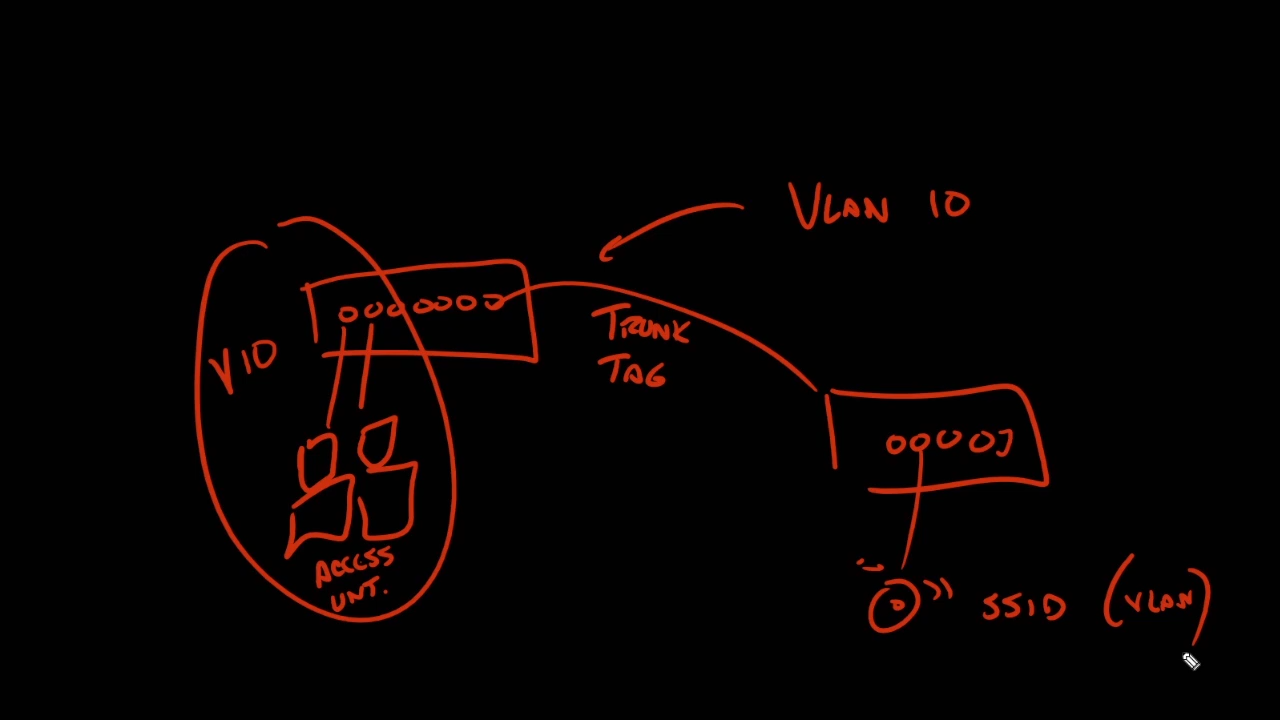 VLAN 10
TRUNK
TAG
V10
ACCESS
UNT.
SSID (VLAN)